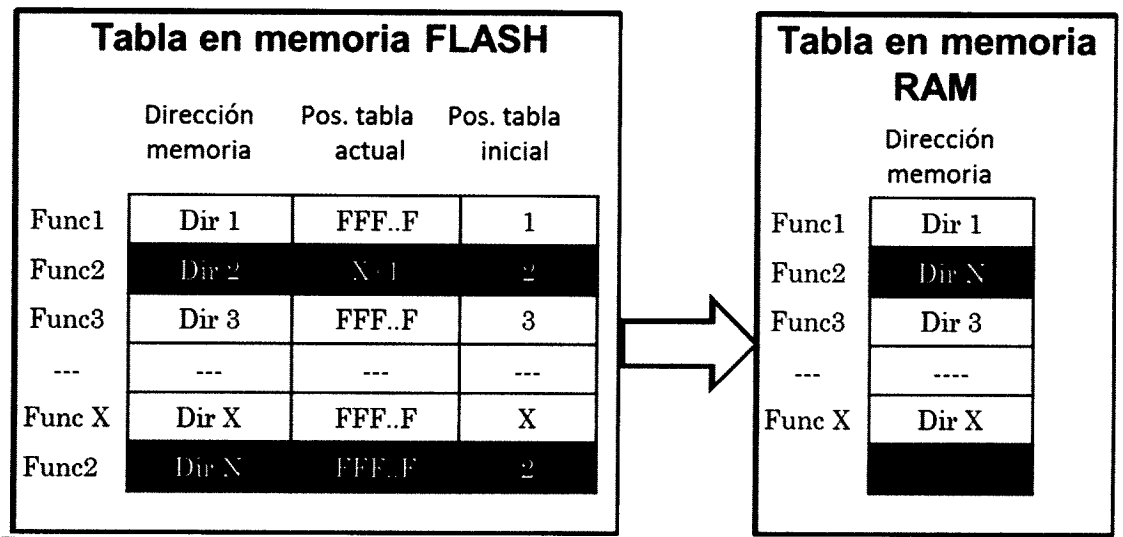 Tabla en memoria FLASH
Dirección memoria
Pos. tabla actual
Pos. tabla inicial
Func1 Dir 1 FFF..F 1
Func2 Dir 2 2
Func3 Dir 3 FFF..F 3
--- --- --- ---
Func X Dir X FFF..F X
Func2 Dir N FFF..F 2
Tabla en memoria
RAM
Dirección
memoria
Func1 Dir 1
Func2 Dir N
Func3 Dir 3
--- ----
Func X Dir X